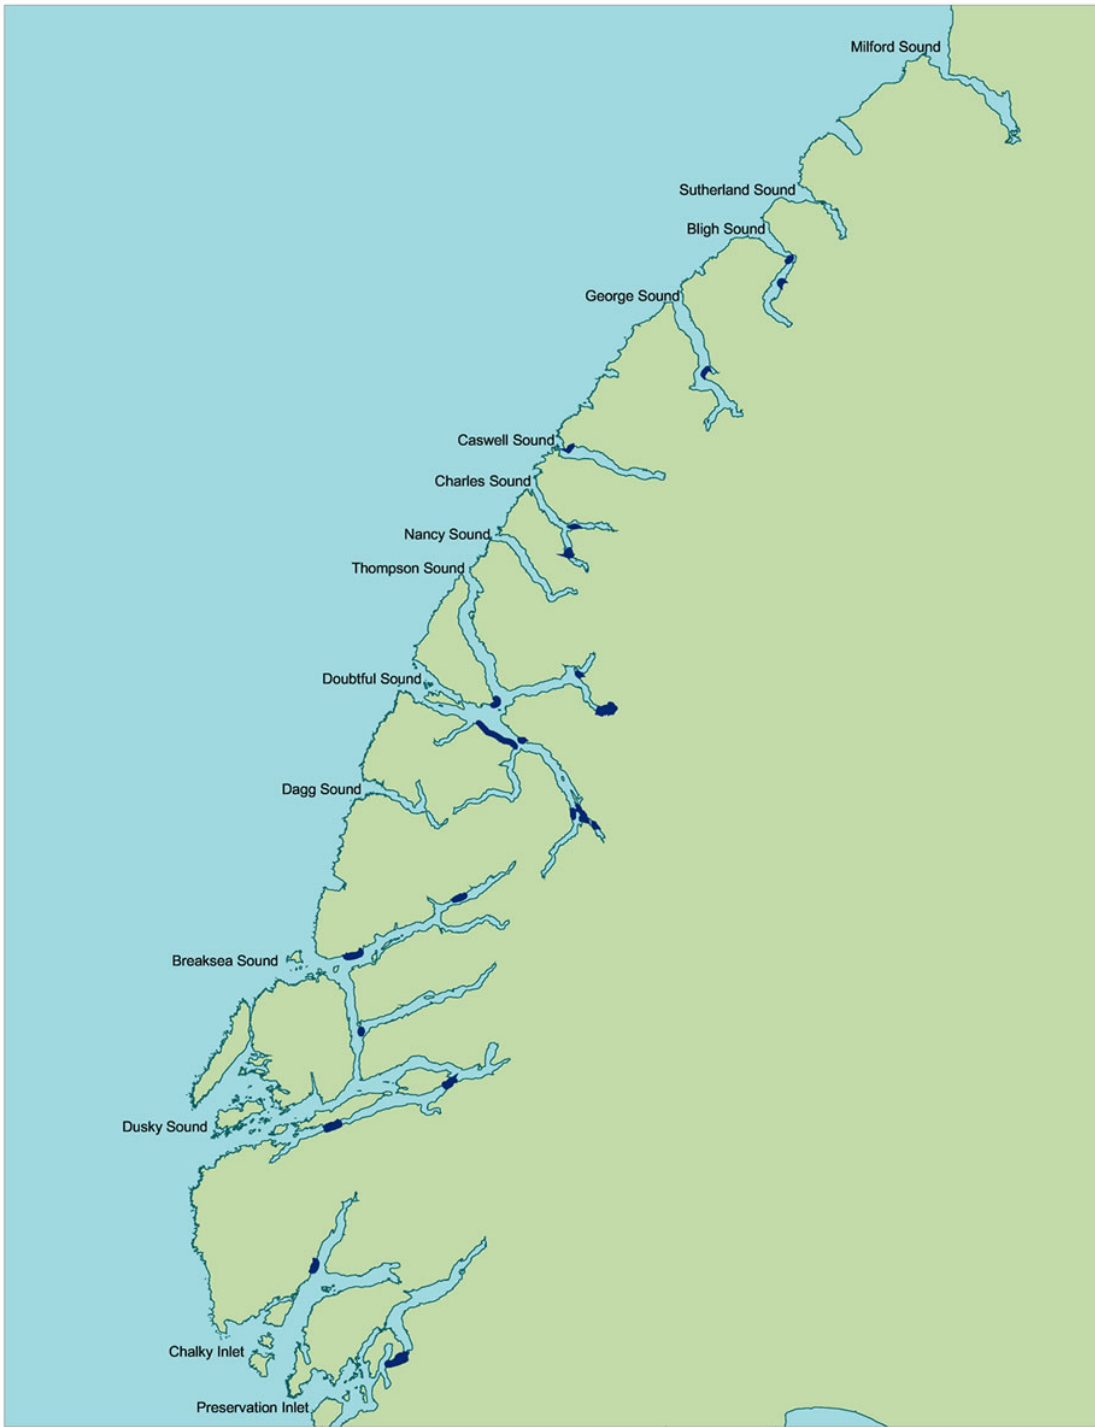 Milford Sound
Sutherland Sound
Bligh Sound
George Sound
Caswell Sound
Charles Sound
Nancy Sound
Thompson Sound
Doubtful Sound
Dagg Sound
Breaksea Sound
Dusky Sound
Chalky Inlet
Preservation Inlet